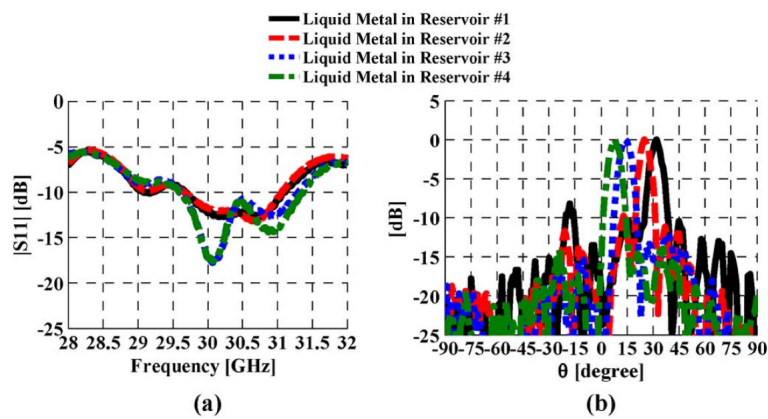 Liquid Metal in Reservoir #1
Liquid Metal in Reservoir #2
Liquid Metal in Reservoir #3
Liquid Metal in Reservoir #4
0
-5
-10
-15
-20
-25
|S11| [dB]
28 28.5 29 29.5 30 30.5 31 31.5 32
Frequency [GHz]
(a)
5
0
-5
-10
-15
-20
-25
[dB]
-90-75-60-45-30-15 0 15 30 45 60 75 90
θ [degree]
(b)